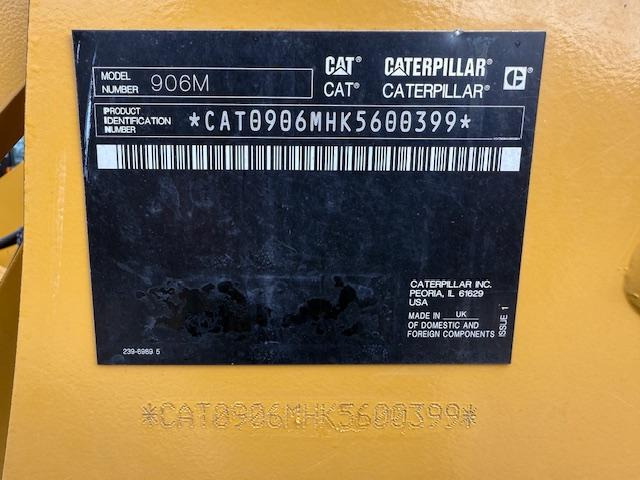 MODEL NUMBER 906M
CAT® CATERPILLAR® C®
CAT® CATERPILLAR®
PRODUCT
IDENTIFICATION *CAT0906MHK5600399*
NUMBER
CATERPILLAR INC.
PEORIA, IL 61629
USA
MADE IN UK
OF DOMESTIC AND
FOREIGN COMPONENTS
ISSUE 1
239-6969 5
*CAT0906MHK5600399*